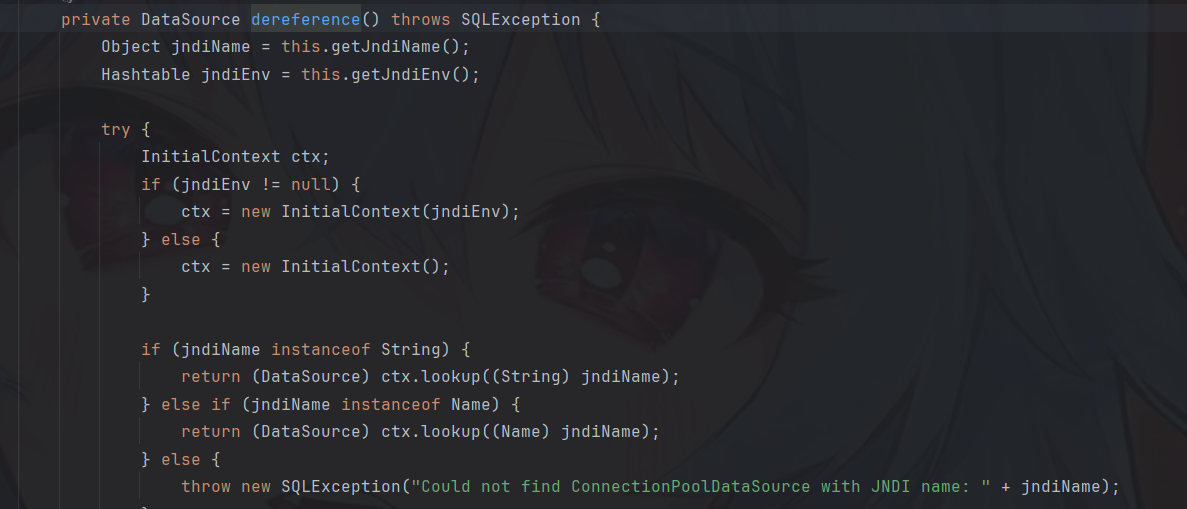 private DataSource dereference() throws SQLException {
Object jndiName = this.getJndiName();
Hashtable jndiEnv = this.getJndiEnv();
try {
InitialContext ctx;
if (jndiEnv != null) {
ctx = new InitialContext(jndiEnv);
} else {
ctx = new InitialContext();
}
if (jndiName instanceof String) {
return (DataSource) ctx.lookup((String) jndiName);
} else if (jndiName instanceof Name) {
return (DataSource) ctx.lookup((Name) jndiName);
} else {
throw new SQLException("Could not find ConnectionPoolDataSource with JNDI name: " + jndiName);